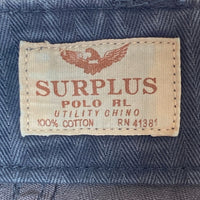 SURPLUS
POLO RL
UTILITY CHINO
100% COTTON RN 41381